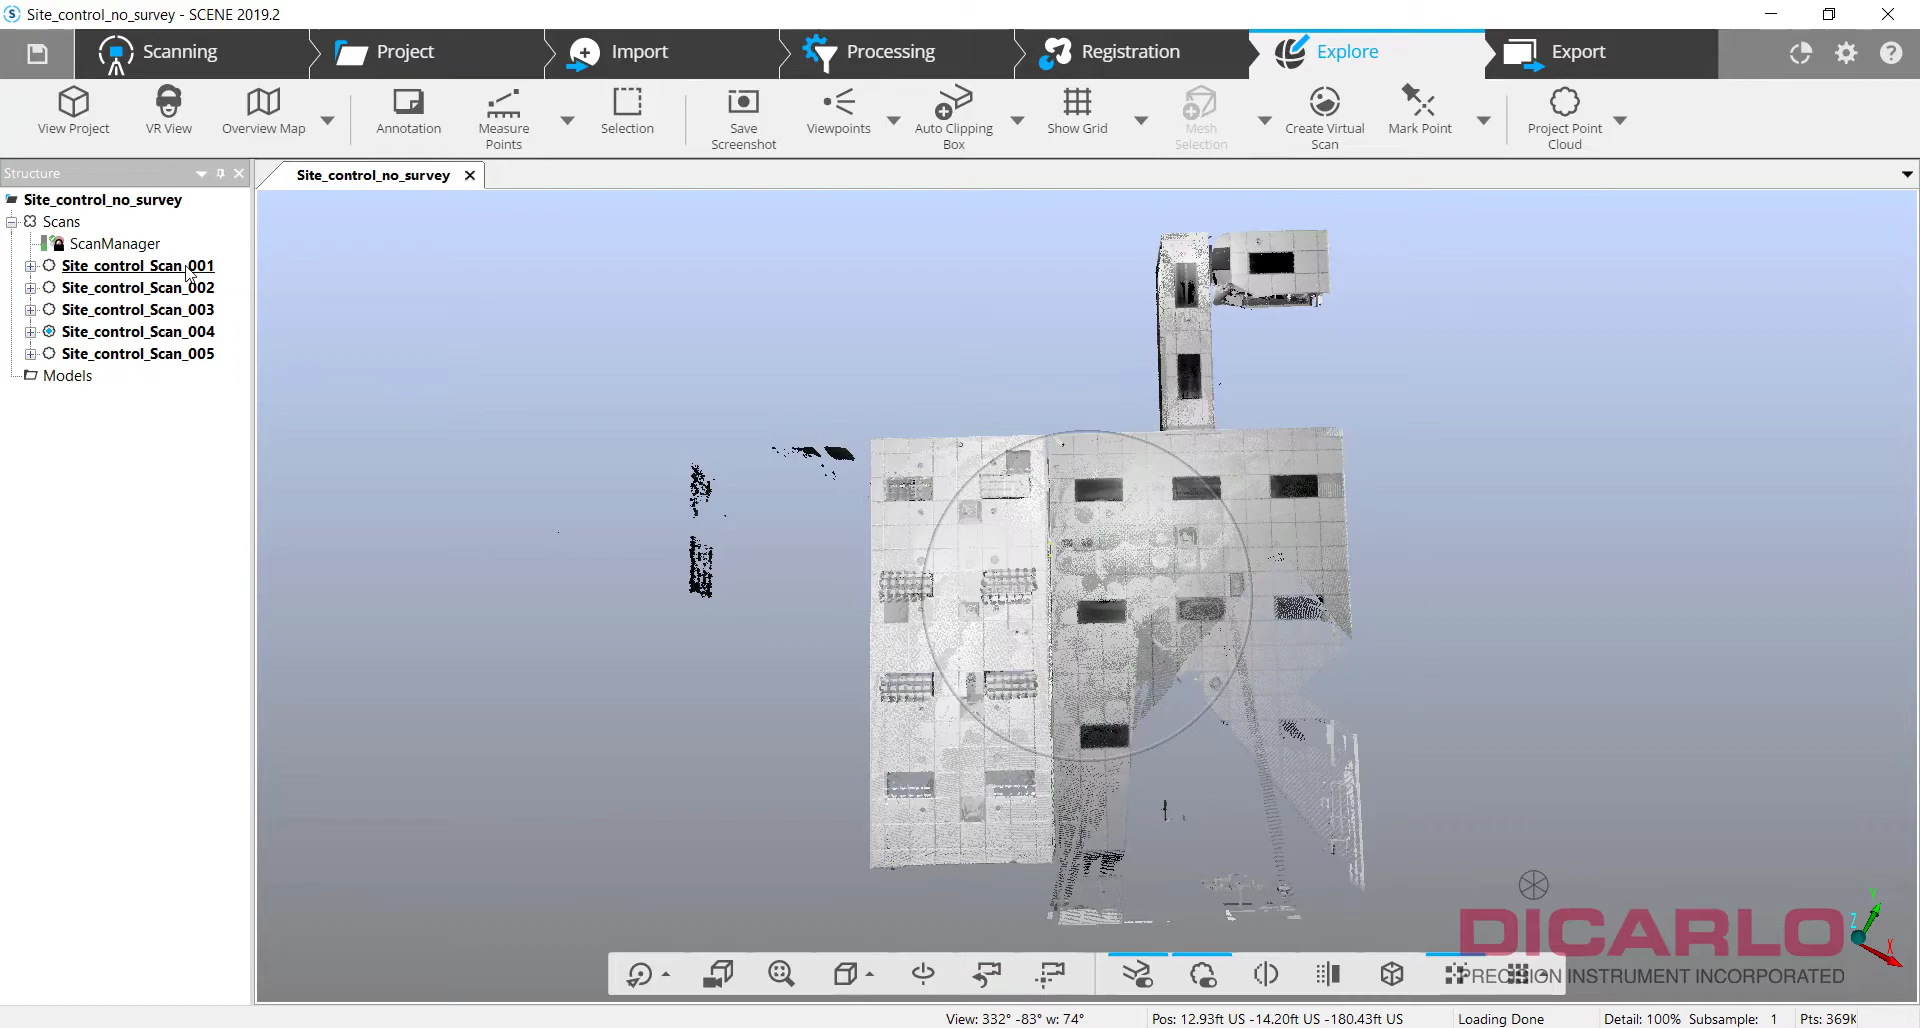 Site_control_no_survey - SCENE 2019.2
Scanning
Project
Import
Processing
Registration
Explore
Export
View Project
VR View
Overview Map
Annotation
Measure Points
Selection
Save Screenshot
Viewpoints
Auto Clipping Box
Show Grid
Mesh Selection
Create Virtual Scan
Mark Point
Project Point Cloud
Structure
Site_control_no_survey
Site_control_no_survey
Scans
ScanManager
Site_control_Scan_001
Site_control_Scan_002
Site_control_Scan_003
Site_control_Scan_004
Site_control_Scan_005
Models
Y
Z
X
DICARLO
PRECISION INSTRUMENT INCORPORATED
View: 332° -83° w: 74°
Pos: 12.93ft US -14.20ft US -180.43ft US
Loading Done
Detail: 100% Subsample: 1
Pts: 369K